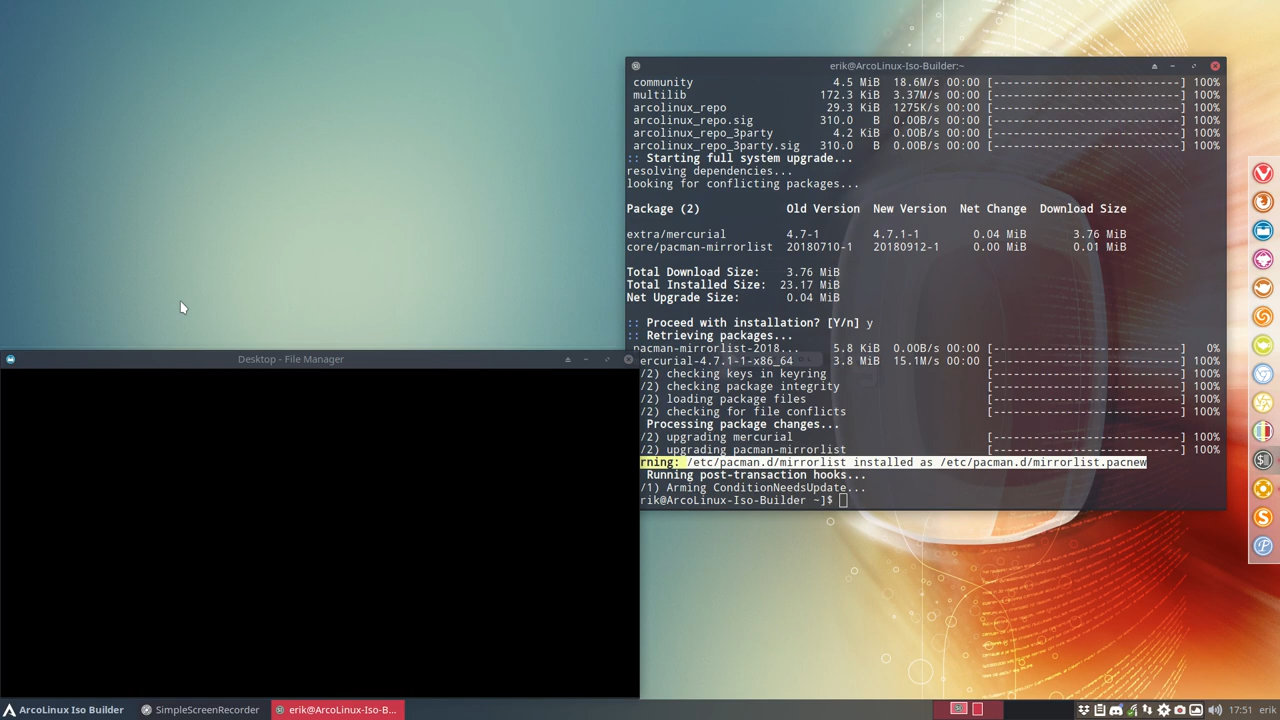 erik@ArcoLinux-Iso-Builder:~
community 4.5 MiB 18.6M/s 00:00 [----------------------------] 100%
multilib 172.3 KiB 3.37M/s 00:00 [----------------------------] 100%
arcolinux_repo 29.3 KiB 1275K/s 00:00 [----------------------------] 100%
arcolinux_repo.sig 310.0 B 0.00B/s 00:00 [----------------------------] 100%
arcolinux_repo_3party 4.2 KiB 0.00B/s 00:00 [----------------------------] 100%
arcolinux_repo_3party.sig 310.0 B 0.00B/s 00:00 [----------------------------] 100%
:: Starting full system upgrade...
resolving dependencies...
looking for conflicting packages...
Package (2) Old Version New Version Net Change Download Size
extra/mercurial 4.7-1 4.7.1-1 0.04 MiB 3.76 MiB
core/pacman-mirrorlist 20180710-1 20180912-1 0.00 MiB 0.01 MiB
Total Download Size: 3.76 MiB
Total Installed Size: 23.17 MiB
Net Upgrade Size: 0.04 MiB
:: Proceed with installation? [Y/n] y
:: Retrieving packages...
pacman-mirrorlist-2018... 5.8 KiB 0.00B/s 00:00 [----------------------------] 0%
ercurial-4.7.1-1-x86_64 3.8 MiB 15.1M/s 00:00 [----------------------------] 100%
/2) checking keys in keyring [----------------------------] 100%
/2) checking package integrity [----------------------------] 100%
/2) loading package files [----------------------------] 100%
/2) checking for file conflicts [----------------------------] 100%
Processing package changes...
/2) upgrading mercurial [----------------------------] 100%
/2) upgrading pacman-mirrorlist [----------------------------] 100%
rning: /etc/pacman.d/mirrorlist installed as /etc/pacman.d/mirrorlist.pacnew
Running post-transaction hooks...
/1) Arming ConditionNeedsUpdate...
rik@ArcoLinux-Iso-Builder ~]$
Desktop - File Manager
ArcoLinux Iso Builder SimpleScreenRecorder erik@ArcoLinux-Iso-B... 17:51 erik